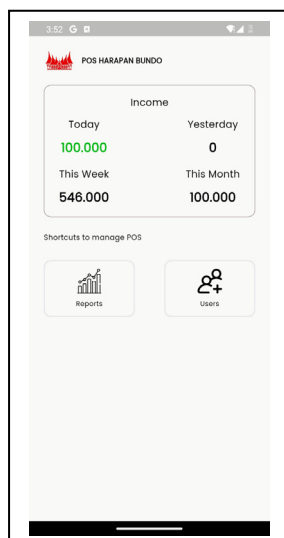 3:52 G
POS HARAPAN BUNDO
Income
Today Yesterday
100.000 0
This Week This Month
546.000 100.000
Shortcuts to manage POS
Reports Users